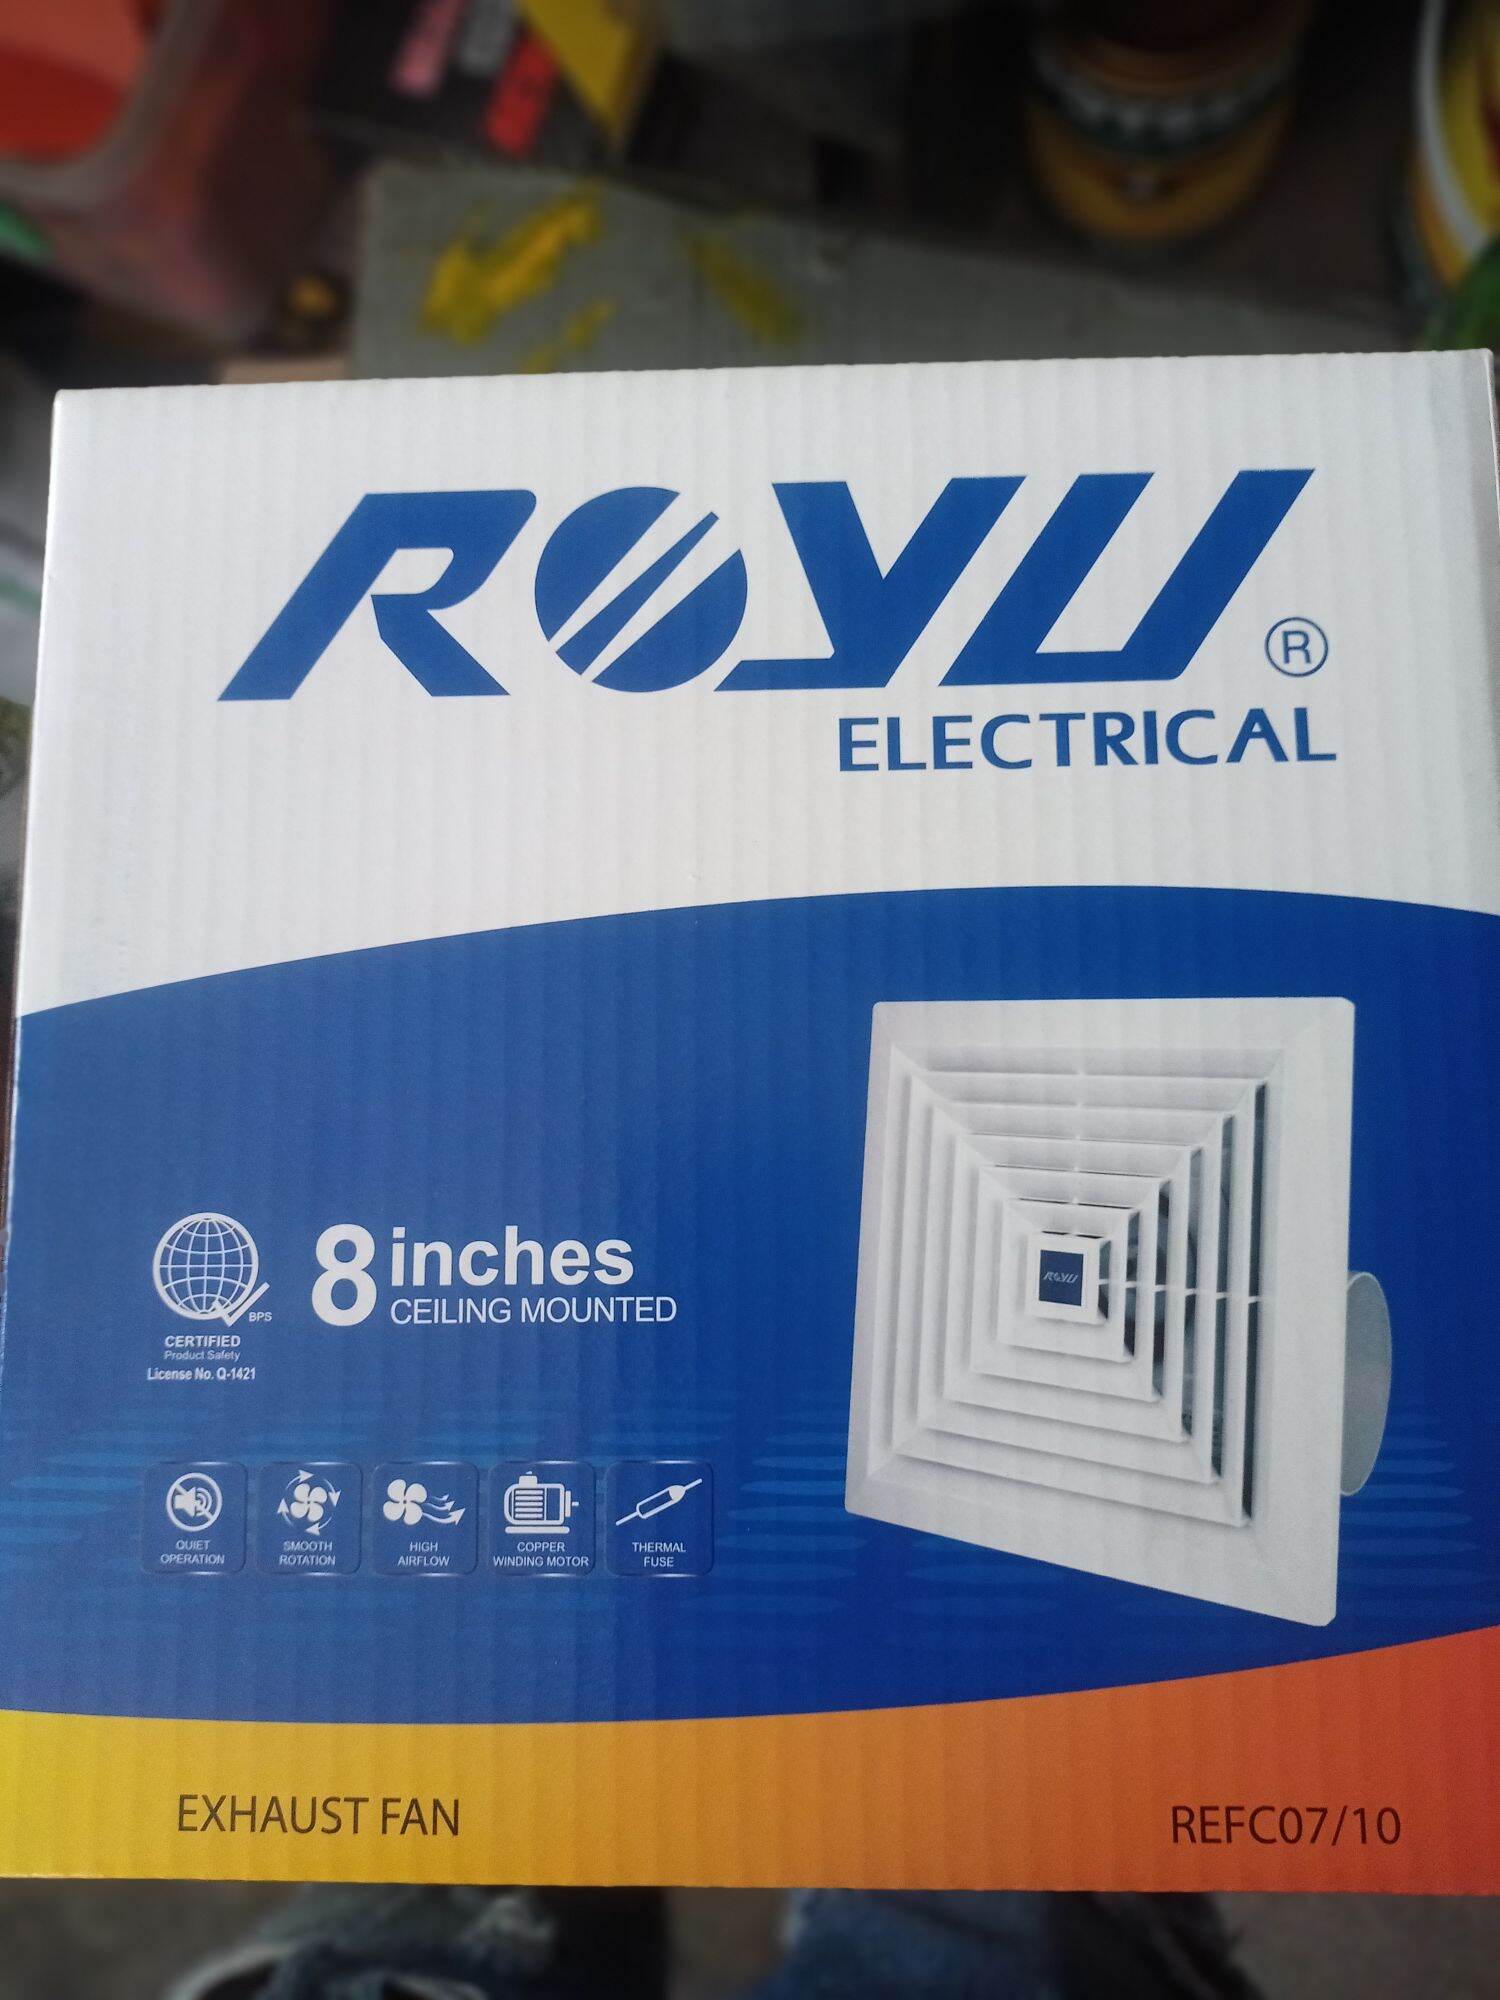 ROYU
®
ELECTRICAL
ROYU
8 inches
CEILING MOUNTED
BPS
CERTIFIED
Product Safety
License No. Q-1421
QUIET
OPERATION
SMOOTH
ROTATION
HIGH
AIRFLOW
COPPER
WINDING MOTOR
THERMAL
FUSE
EXHAUST FAN
REFC07/10